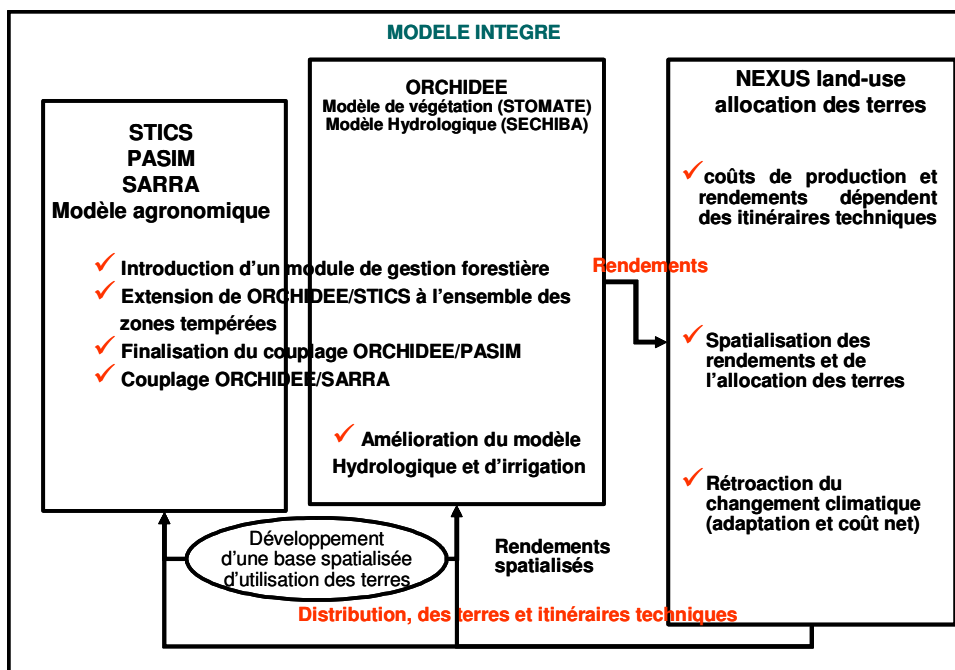 MODELE INTEGRE
STICS
PASIM
SARRA
Modèle agronomique
ORCHIDEE
Modèle de végétation (STOMATE)
Modèle Hydrologique (SECHIBA)
✓ Introduction d'un module de gestion forestière
✓ Extension de ORCHIDEE/STICS à l'ensemble des
zones tempérées
✓ Finalisation du couplage ORCHIDEE/PASIM
✓ Couplage ORCHIDEE/SARRA
✓ Amélioration du modèle
Hydrologique et d'irrigation
Rendements
NEXUS land-use
allocation des terres
✓ coûts de production et
rendements dépendent
des itinéraires techniques
✓ Spatialisation des
rendements et de
l'allocation des terres
✓ Rétroaction du
changement climatique
(adaptation et coût net)
Développement
d'une base spatialisée
d'utilisation des terres
Rendements
spatialisés
Distribution, des terres et itinéraires techniques